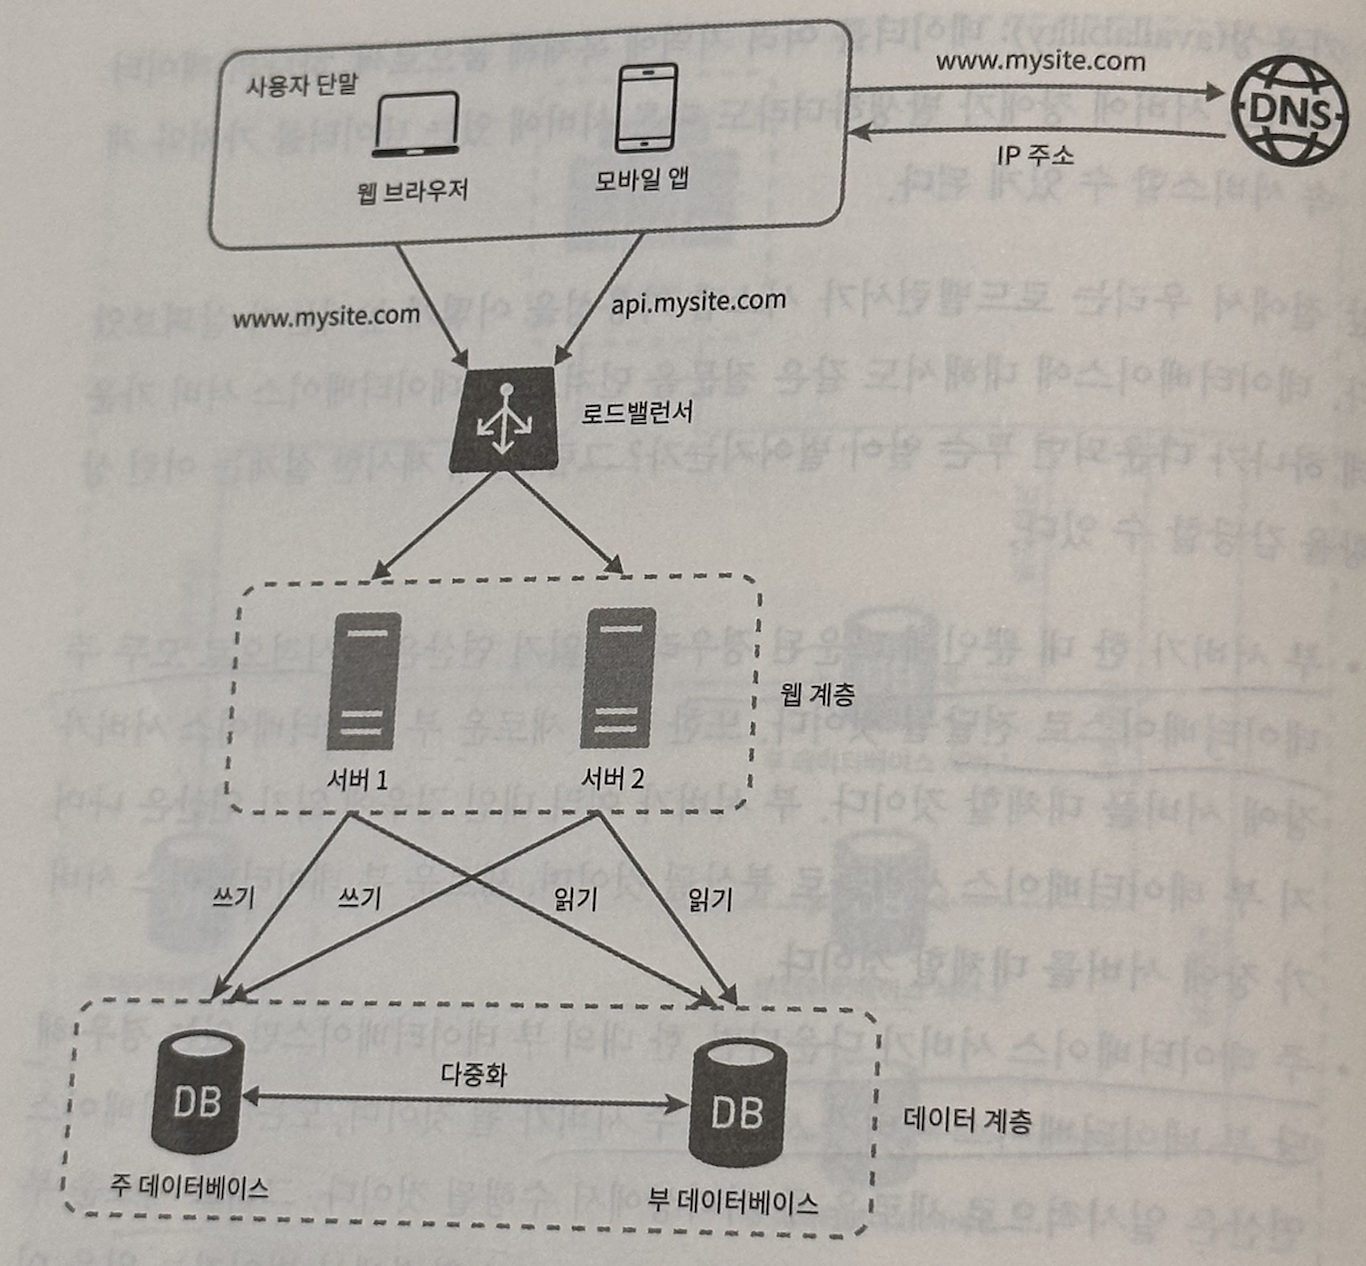 사용자 단말
웹 브라우저
모바일 앱
www.mysite.com
DNS
IP 주소
www.mysite.com
api.mysite.com
로드밸런서
서버 1
서버 2
웹 계층
쓰기
쓰기
읽기
읽기
DB
다중화
DB
데이터 계층
주 데이터베이스
부 데이터베이스